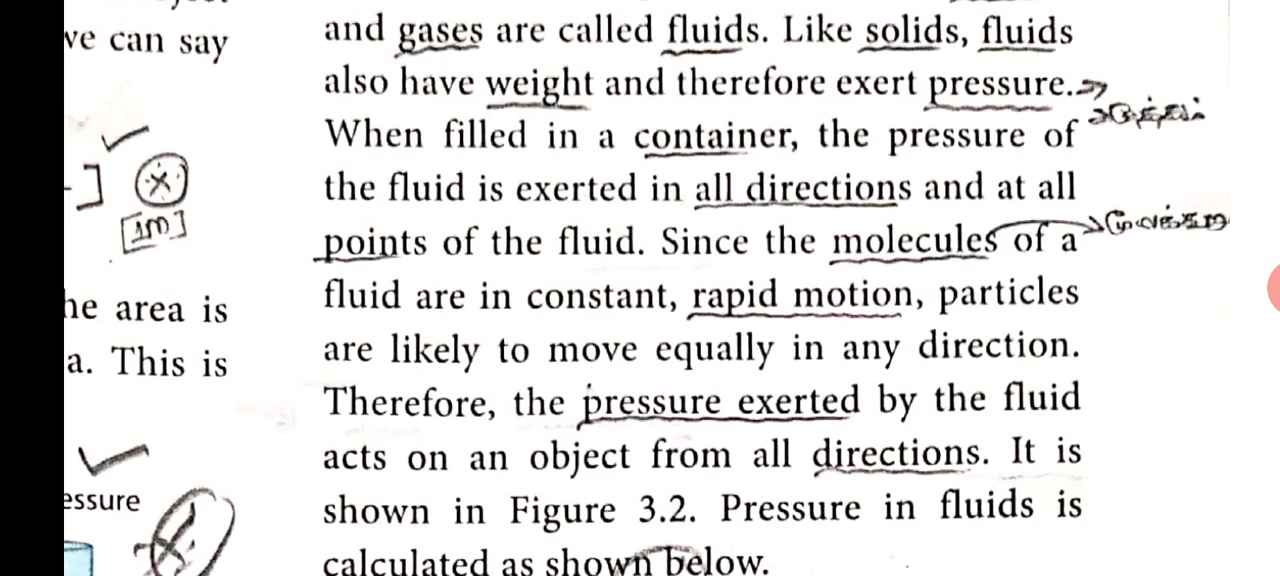 ve can say
[1m]
he area is
a. This is
essure
and gases are called fluids. Like solids, fluids
also have weight and therefore exert pressure.
அழுத்தம்
When filled in a container, the pressure of
the fluid is exerted in all directions and at all
points of the fluid. Since the molecules of a
fluid are in constant, rapid motion, particles
are likely to move equally in any direction.
Therefore, the pressure exerted by the fluid
acts on an object from all directions. It is
shown in Figure 3.2. Pressure in fluids is
calculated as shown below.